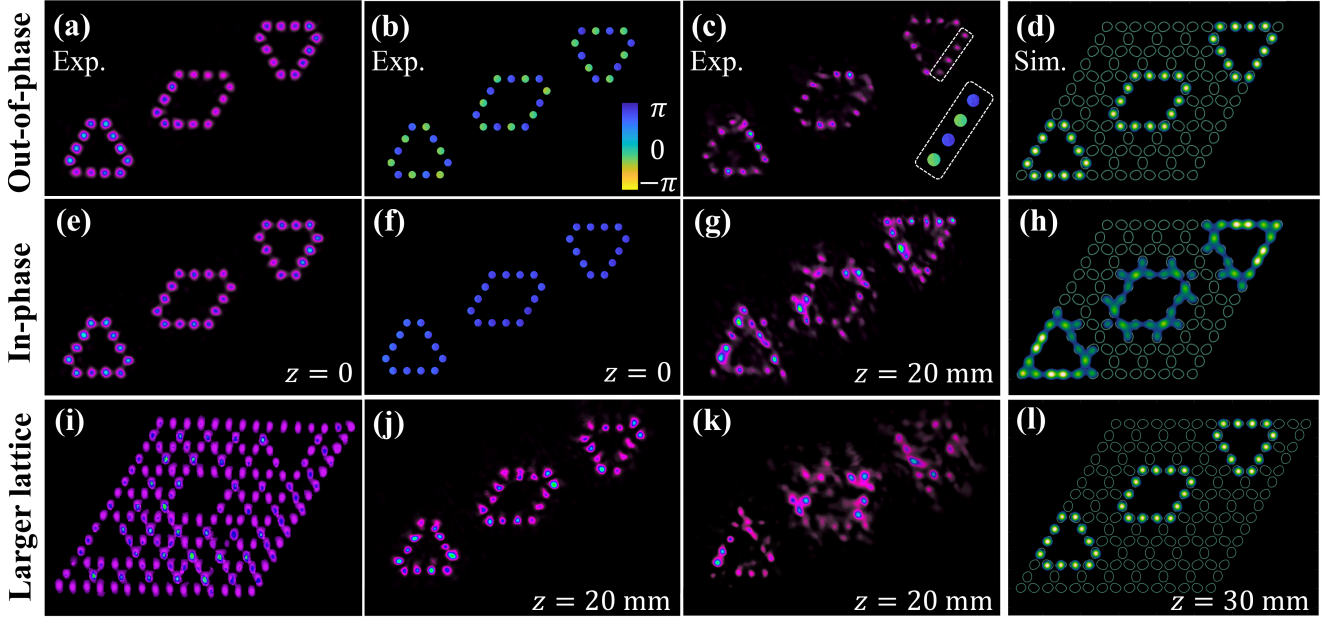 Out-of-phase
(a)
Exp.
(b)
Exp.
π
0
−π
(c)
Exp.
(d)
Sim.
In-phase
(e)
z = 0
(f)
z = 0
(g)
z = 20 mm
(h)
Larger lattice
(i)
(j)
z = 20 mm
(k)
z = 20 mm
(l)
z = 30 mm